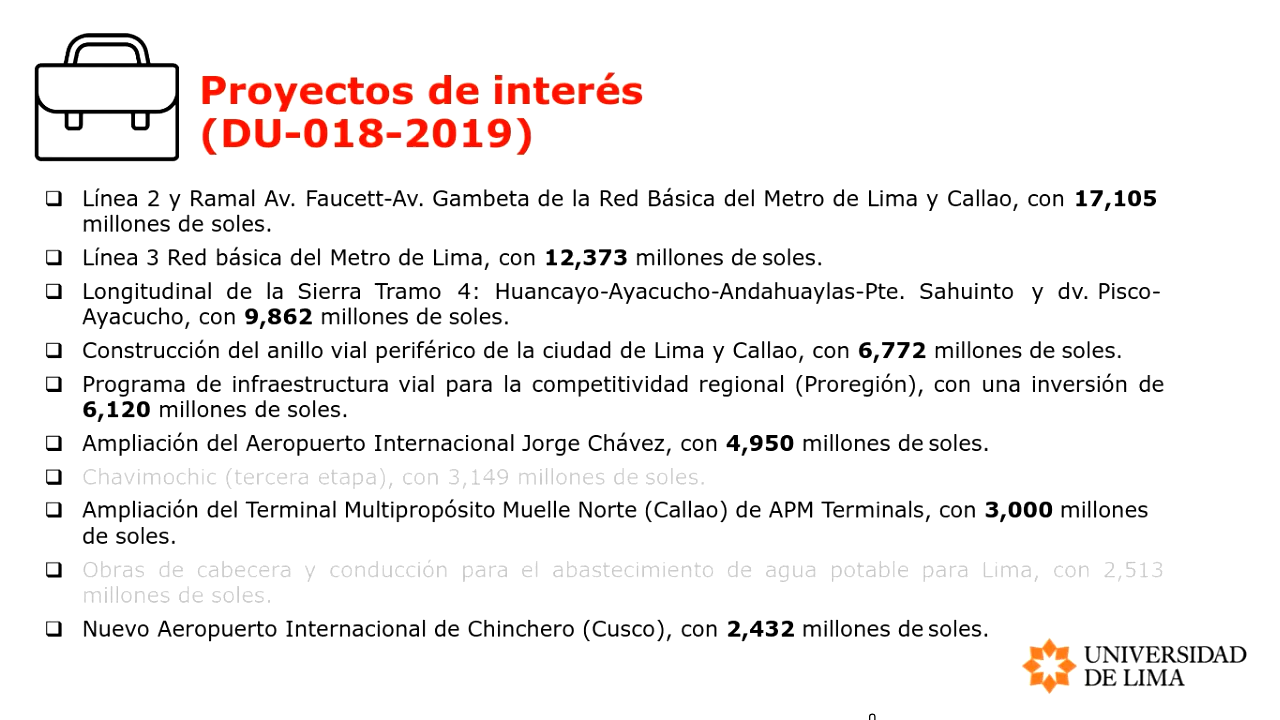 Proyectos de interés
(DU-018-2019)
❑ Línea 2 y Ramal Av. Faucett-Av. Gambeta de la Red Básica del Metro de Lima y Callao, con 17,105
millones de soles.
❑ Línea 3 Red básica del Metro de Lima, con 12,373 millones de soles.
❑ Longitudinal de la Sierra Tramo 4: Huancayo-Ayacucho-Andahuaylas-Pte. Sahuinto y dv. Pisco-
Ayacucho, con 9,862 millones de soles.
❑ Construcción del anillo vial periférico de la ciudad de Lima y Callao, con 6,772 millones de soles.
❑ Programa de infraestructura vial para la competitividad regional (Proregión), con una inversión de
6,120 millones de soles.
❑ Ampliación del Aeropuerto Internacional Jorge Chávez, con 4,950 millones de soles.
❑ Chavimochic (tercera etapa), con 3,149 millones de soles.
❑ Ampliación del Terminal Multipropósito Muelle Norte (Callao) de APM Terminals, con 3,000 millones
de soles.
❑ Obras de cabecera y conducción para el abastecimiento de agua potable para Lima, con 2,513
millones de soles.
❑ Nuevo Aeropuerto Internacional de Chinchero (Cusco), con 2,432 millones de soles.
UNIVERSIDAD
DE LIMA